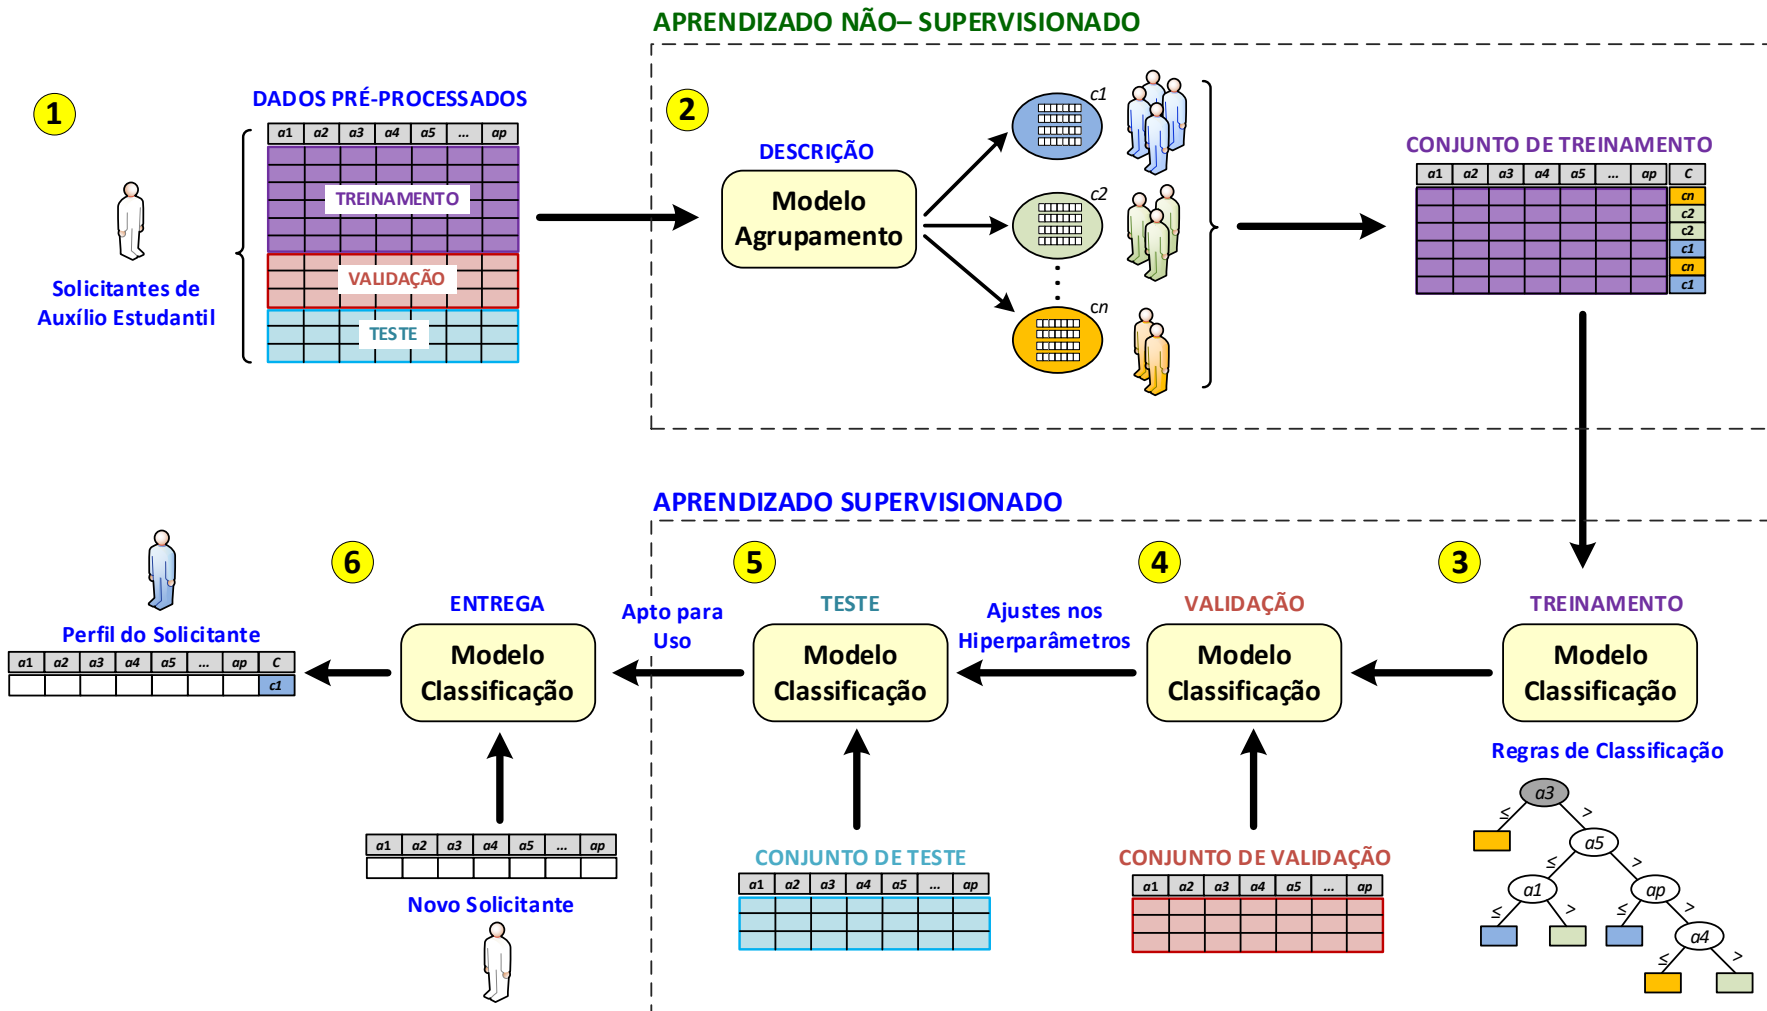 APRENDIZADO NÃO– SUPERVISIONADO
1
DADOS PRÉ-PROCESSADOS
a1 a2 a3 a4 a5 ... ap
TREINAMENTO
VALIDAÇÃO
TESTE
Solicitantes de
Auxílio Estudantil
2
DESCRIÇÃO
Modelo
Agrupamento
c1
c2
cn
CONJUNTO DE TREINAMENTO
a1 a2 a3 a4 a5 ... ap C
cn
c2
c2
c1
cn
c1
APRENDIZADO SUPERVISIONADO
3
TREINAMENTO
Modelo
Classificação
Regras de Classificação
a3
≤ >
a5
≤ >
a1 ap
≤ > ≤ >
a4
≤ >
4
VALIDAÇÃO
Modelo
Classificação
CONJUNTO DE VALIDAÇÃO
a1 a2 a3 a4 a5 ... ap
Ajustes nos
Hiperparâmetros
5
TESTE
Modelo
Classificação
CONJUNTO DE TESTE
a1 a2 a3 a4 a5 ... ap
Apto para
Uso
6
ENTREGA
Modelo
Classificação
a1 a2 a3 a4 a5 ... ap
Novo Solicitante
Perfil do Solicitante
a1 a2 a3 a4 a5 ... ap C
c1